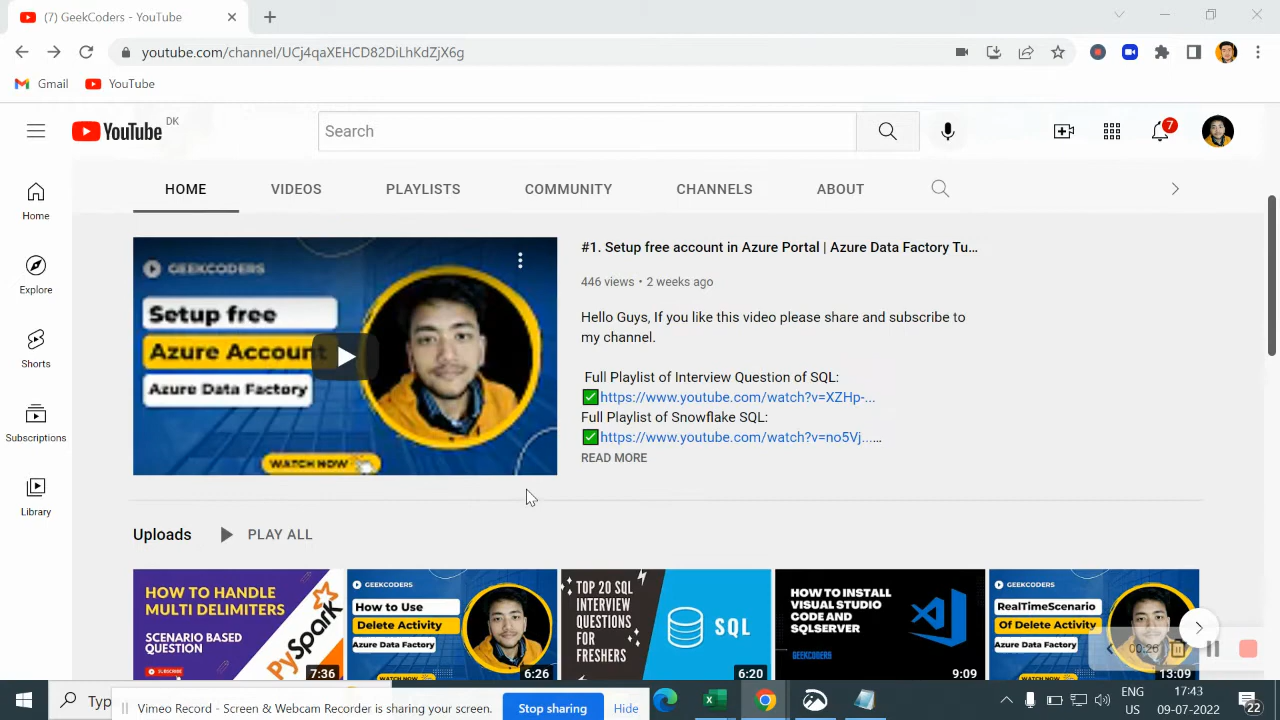 (7) GeekCoders - YouTube
youtube.com/channel/UCj4qaXEHCD82DiLhKdZjX6g
Gmail
YouTube
YouTube
DK
Search
7
HOME
VIDEOS
PLAYLISTS
COMMUNITY
CHANNELS
ABOUT
Home
Explore
Shorts
Subscriptions
Library
GEEKCODERS
Setup free
Azure Account
Azure Data Factory
WATCH NOW
#1. Setup free account in Azure Portal | Azure Data Factory Tu...
446 views • 2 weeks ago
Hello Guys, If you like this video please share and subscribe to
my channel.
Full Playlist of Interview Question of SQL:
✅https://www.youtube.com/watch?v=XZHp-...
Full Playlist of Snowflake SQL:
✅https://www.youtube.com/watch?v=no5Vj......
READ MORE
Uploads
PLAY ALL
HOW TO HANDLE
MULTI DELIMITERS
SCENARIO BASED
QUESTION
PySpark
SUBSCRIBE
7:36
GEEKCODERS
How to Use
Delete Activity
Azure Data Factory
6:26
TOP 20 SQL
INTERVIEW
QUESTIONS
FOR
FRESHERS
SQL
6:20
HOW TO INSTALL
VISUAL STUDIO
CODE AND
SQLSERVER
GEEKCODERS
9:09
GEEKCODERS
RealTimeScenario
Of Delete Activity
Azure Data Factory
13:09
00:26
Typ
Vimeo Record - Screen & Webcam Recorder is sharing your screen.
Stop sharing
Hide
ENG
US
17:43
09-07-2022
22